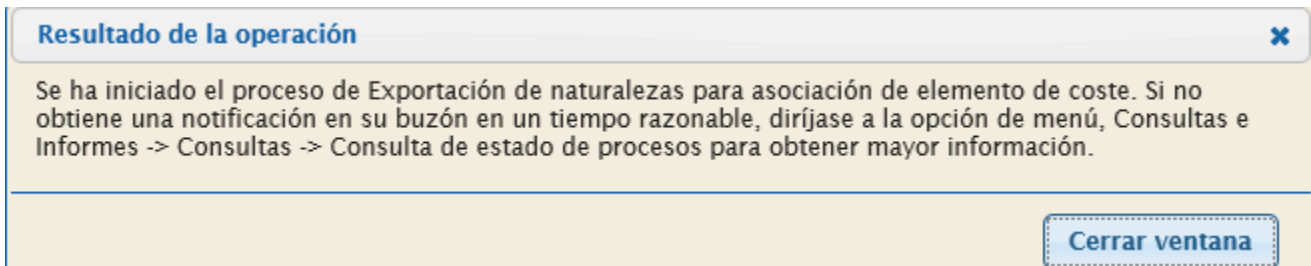 Resultado de la operación
Se ha iniciado el proceso de Exportación de naturalezas para asociación de elemento de coste. Si no
obtiene una notificación en su buzón en un tiempo razonable, diríjase a la opción de menú, Consultas e
Informes -> Consultas -> Consulta de estado de procesos para obtener mayor información.
Cerrar ventana